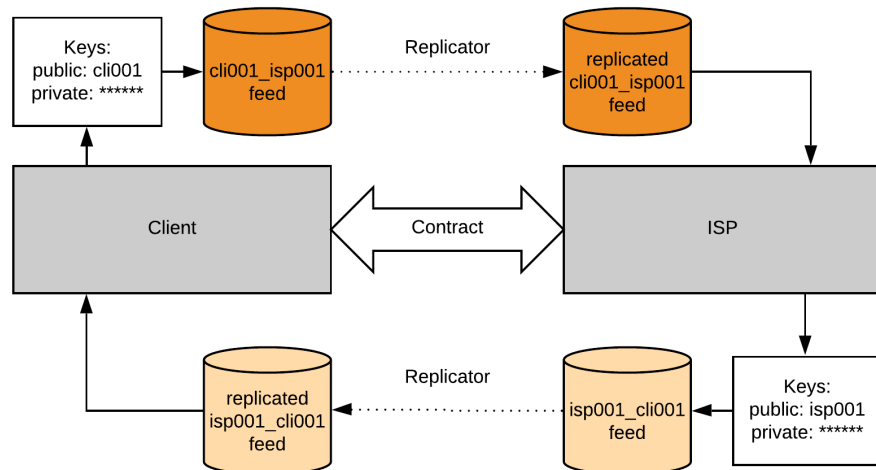 Keys:
public: cli001
private: ******
cli001_isp001
feed
Replicator
replicated
cli001_isp001
feed
Client
Contract
ISP
replicated
isp001_cli001
feed
Replicator
isp001_cli001
feed
Keys:
public: isp001
private: ******